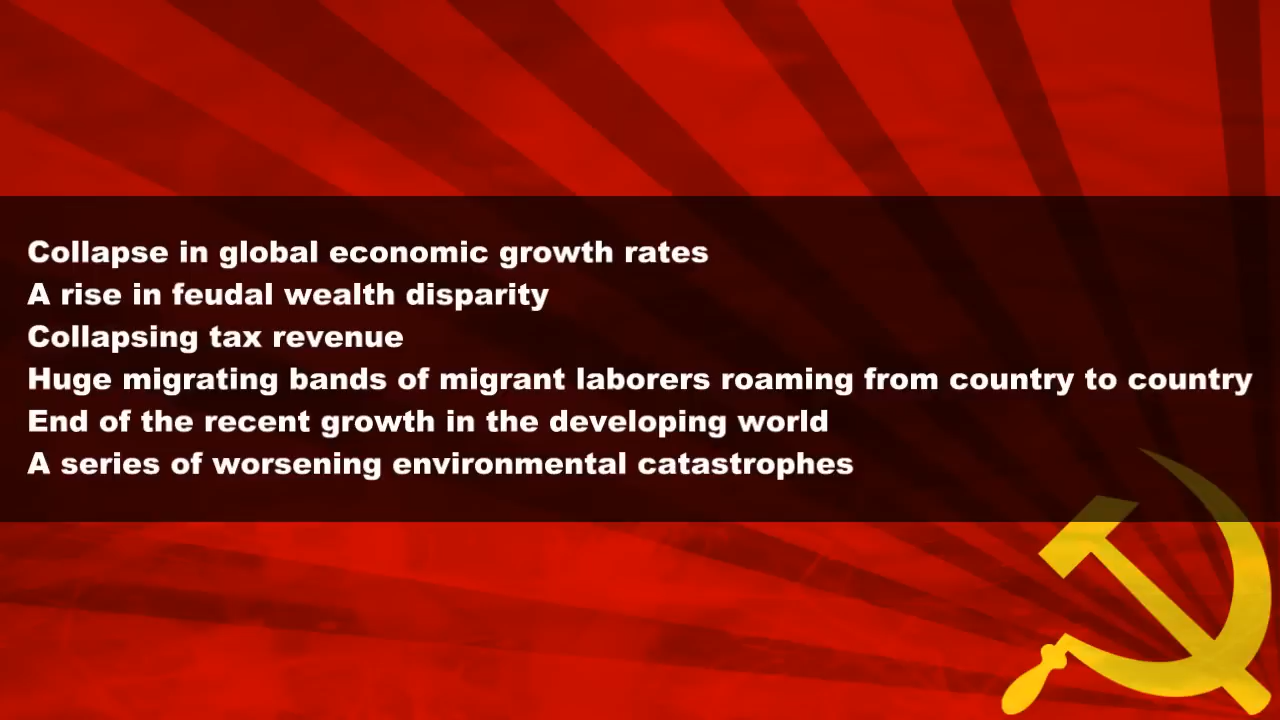 Collapse in global economic growth rates
A rise in feudal wealth disparity
Collapsing tax revenue
Huge migrating bands of migrant laborers roaming from country to country
End of the recent growth in the developing world
A series of worsening environmental catastrophes